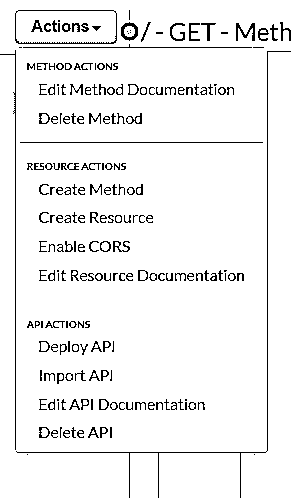 Actions
/ - GET - Meth
METHOD ACTIONS
Edit Method Documentation
Delete Method
RESOURCE ACTIONS
Create Method
Create Resource
Enable CORS
Edit Resource Documentation
API ACTIONS
Deploy API
Import API
Edit API Documentation
Delete API